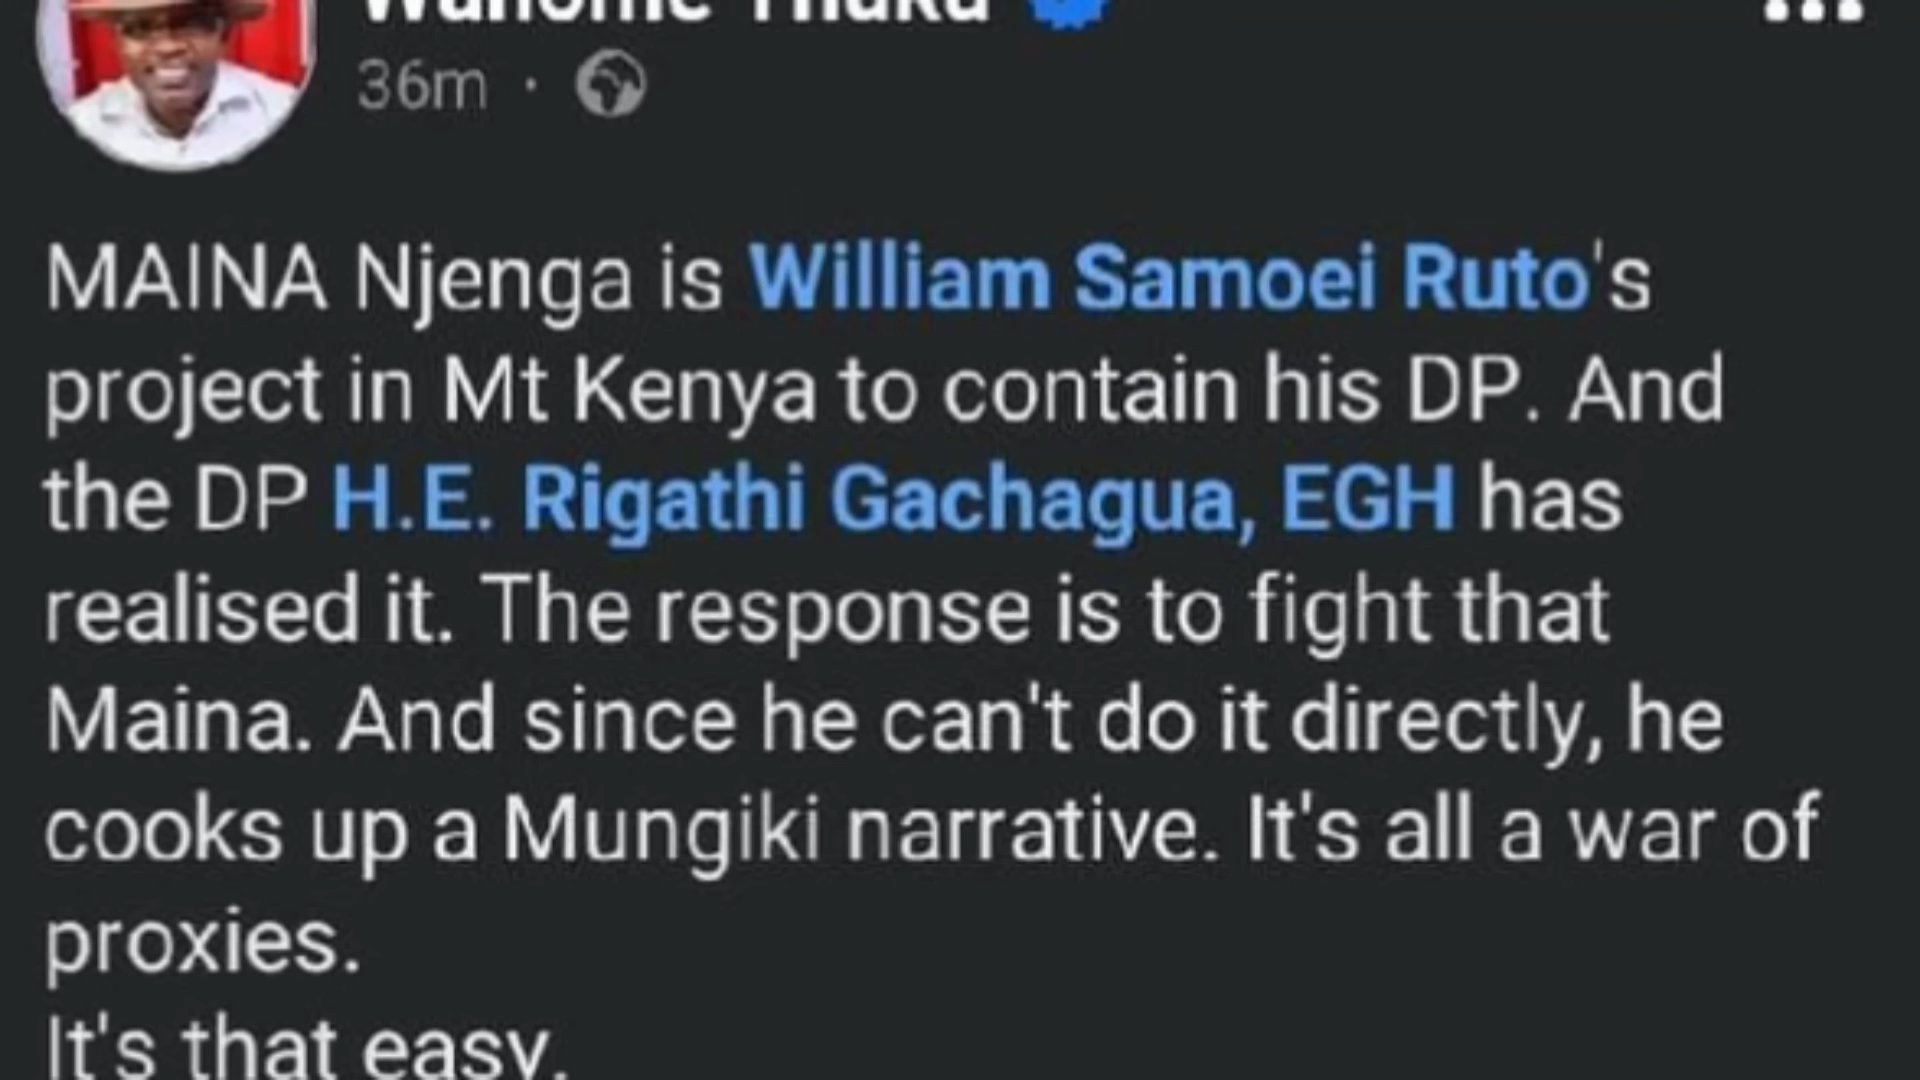 Wahome Thuku
36m ·
MAINA Njenga is William Samoei Ruto's
project in Mt Kenya to contain his DP. And
the DP H.E. Rigathi Gachagua, EGH has
realised it. The response is to fight that
Maina. And since he can't do it directly, he
cooks up a Mungiki narrative. It's all a war of
proxies.
It's that easy.